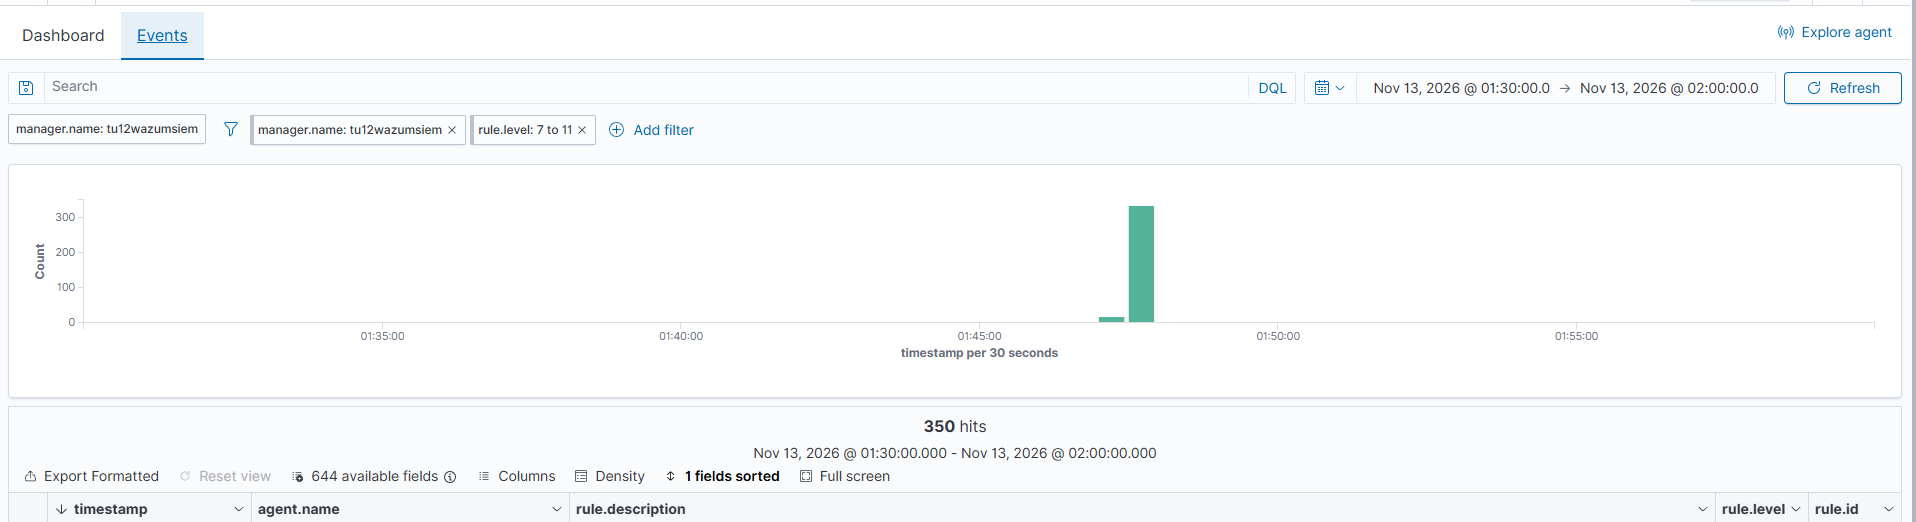 Dashboard Events Explore agent
Search DQL Nov 13, 2026 @ 01:30:00.0 → Nov 13, 2026 @ 02:00:00.0 Refresh
manager.name: tu12wazumsiem manager.name: tu12wazumsiem × rule.level: 7 to 11 × Add filter
300
200
100
0
Count
01:35:00 01:40:00 01:45:00 01:50:00 01:55:00
timestamp per 30 seconds
350 hits
Nov 13, 2026 @ 01:30:00.000 - Nov 13, 2026 @ 02:00:00.000
Export Formatted Reset view 644 available fields Columns Density 1 fields sorted Full screen
timestamp agent.name rule.description rule.level rule.id